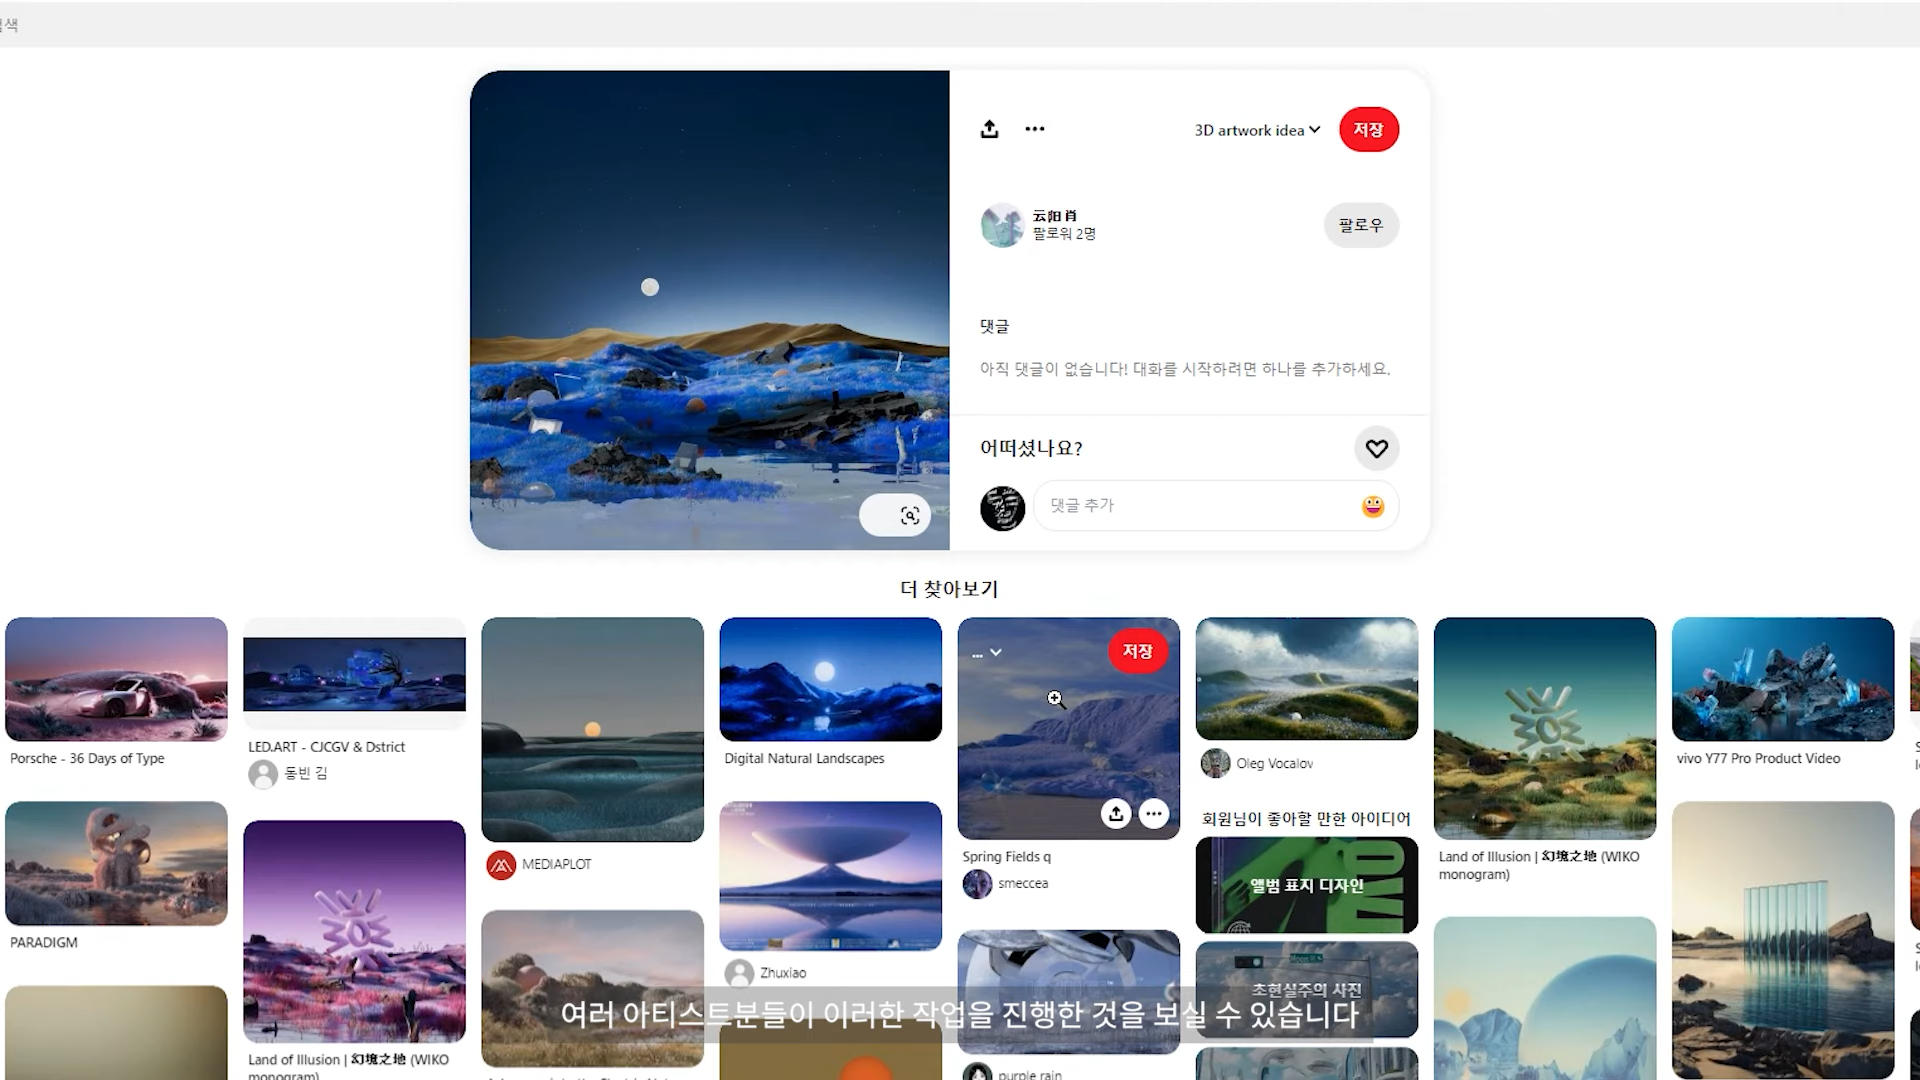 3D artwork idea
저장
云阳 肖
팔로워 2명
팔로우
댓글
아직 댓글이 없습니다! 대화를 시작하려면 하나를 추가하세요.
어떠셨나요?
댓글 추가
더 찾아보기
저장
Porsche - 36 Days of Type
LED.ART - CJCGV & Dstrict
동빈 김
Digital Natural Landscapes
Spring Fields q
smeccea
Oleg Vocalov
회원님이 좋아할 만한 아이디어
앨범 표지 디자인
초현실주의 사진
Land of Illusion | 幻境之地 (WIKO
monogram)
vivo Y77 Pro Product Video
PARADIGM
MEDIAPLOT
Zhuxiao
Land of Illusion | 幻境之地 (WIKO
monogram)
purple rain
여러 아티스트분들이 이러한 작업을 진행한 것을 보실 수 있습니다